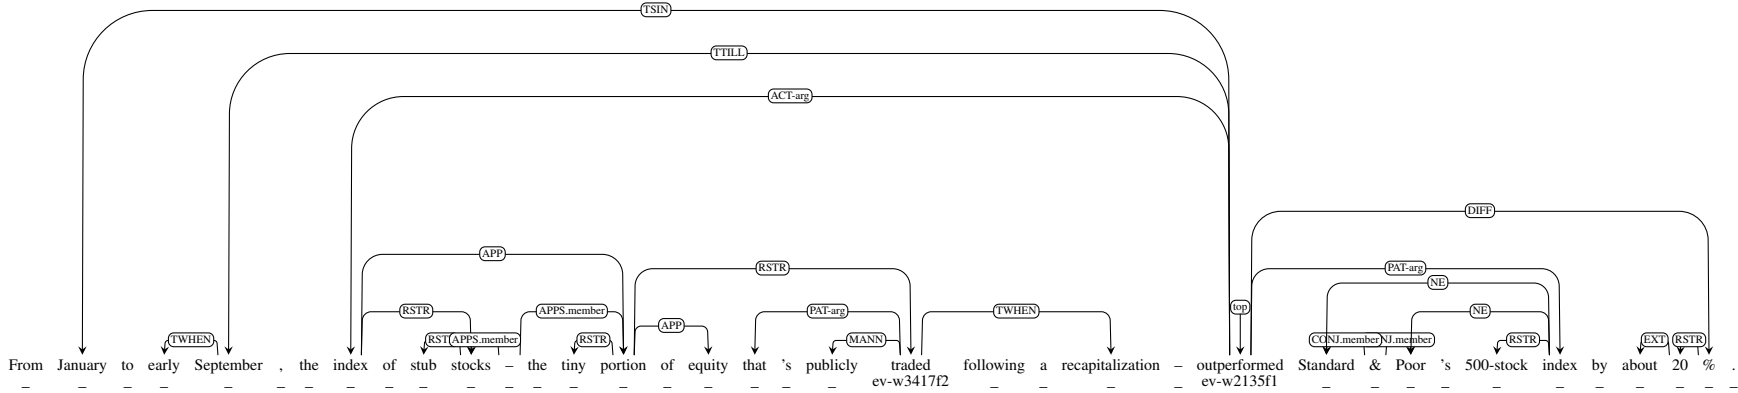 TSIN
TTILL
ACT-arg
DIFF
APP RSTR PAT-arg
NE
top
RSTR APPS.member PAT-arg TWHEN NE
APP
TWHEN APPS.member RSTR MANN CONJ.member RSTR EXT RSTR
From January to early September , the index of stub stocks – the tiny portion of equity that 's publicly traded following a recapitalization – outperformed Standard & Poor 's 500-stock index by about 20 % .
_ _ _ _ _ _ _ _ _ _ _ _ _ _ _ _ _ _ _ _ ev-w3417f2 _ _ _ _ ev-w2135f1 _ _ _ _ _ _ _ _ _ _ _